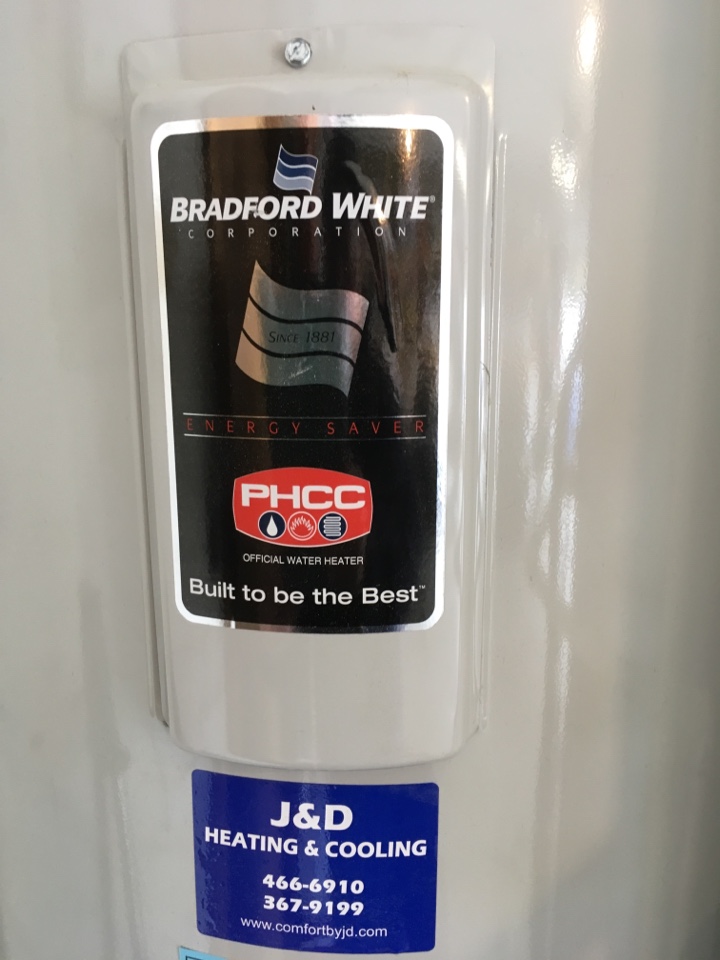 BRADFORD WHITE®
CORPORATION
SINCE 1881
ENERGY SAVER
PHCC
OFFICIAL WATER HEATER
Built to be the Best™
J&D
HEATING & COOLING
466-6910
367-9199
www.comfortbyjd.com